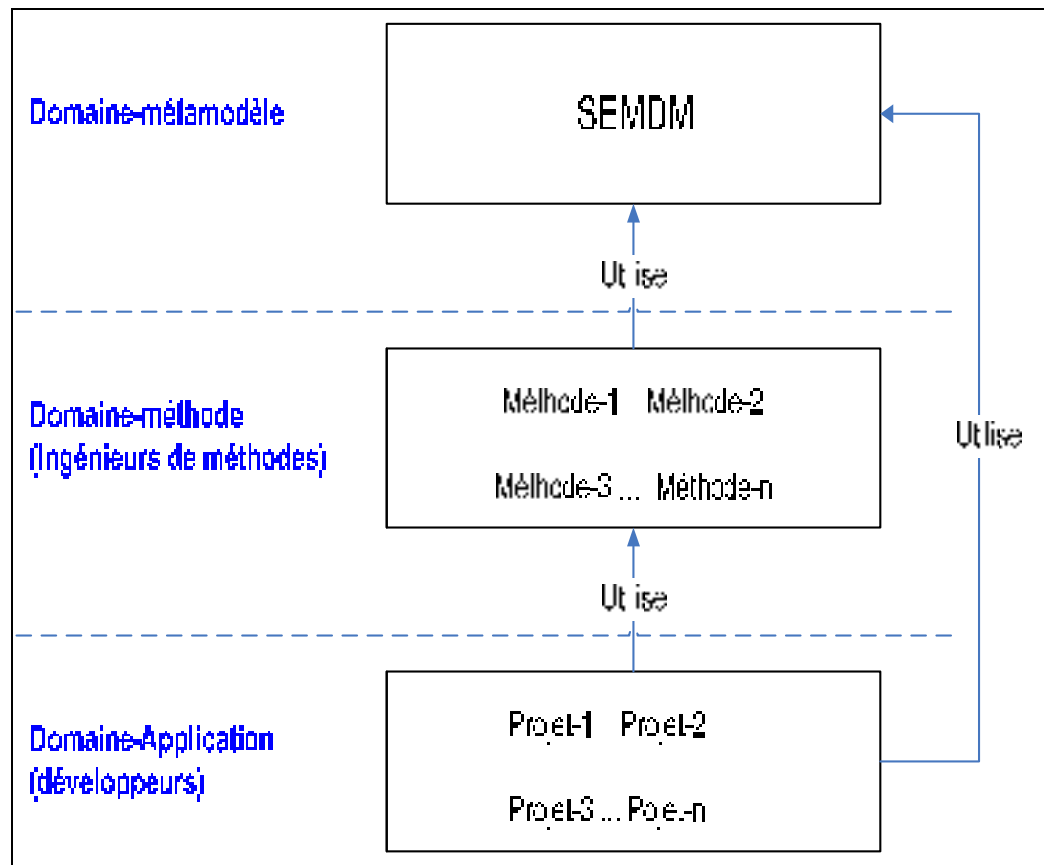 Domaine-métamodèle
SEMDM
Utilise
Domaine-méthode
(Ingénieurs de méthodes)
Méthode-1 Méthode-2
Méthode-3 ... Méthode-n
Utilise
Utilise
Domaine-Application
(développeurs)
Projet-1 Projet-2
Projet-3 ... Pojet-n